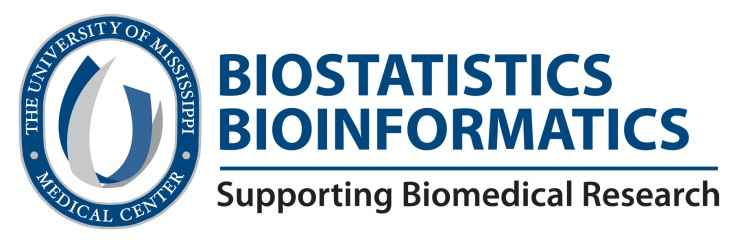 THE UNIVERSITY OF MISSISSIPPI
MEDICAL CENTER
BIOSTATISTICS
BIOINFORMATICS
Supporting Biomedical Research